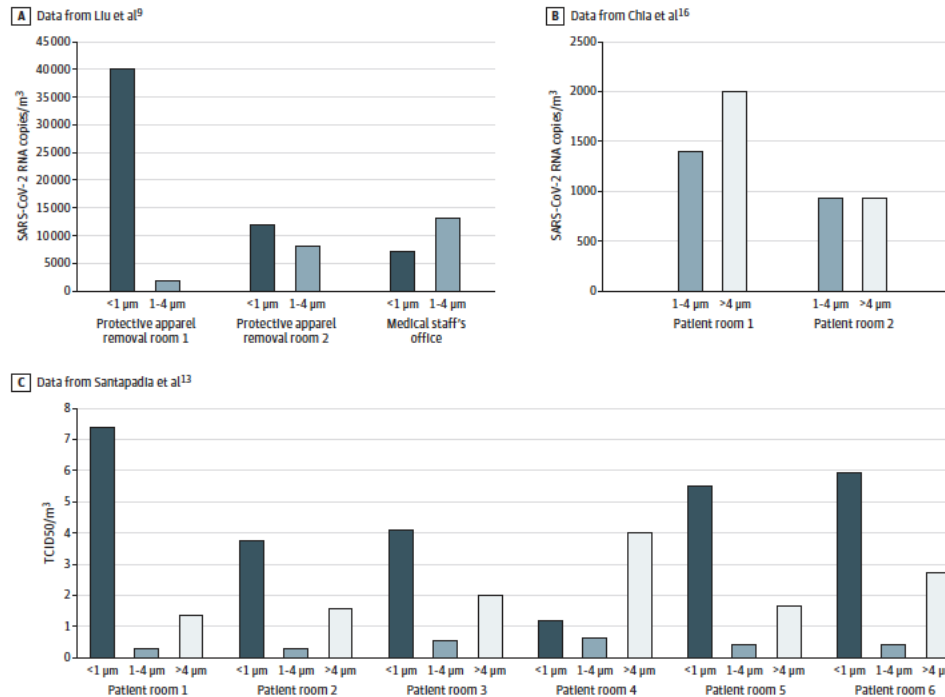 A Data from Liu et al9
SARS-CoV-2 RNA copies/m3
45000
40000
35000
30000
25000
20000
15000
10000
5000
0
<1 µm 1-4 µm <1 µm 1-4 µm <1 µm 1-4 µm
Protective apparel Protective apparel Medical staff's
removal room 1 removal room 2 office
B Data from Chia et al16
SARS-CoV-2 RNA copies/m3
2500
2000
1500
1000
500
0
1-4 µm >4 µm 1-4 µm >4 µm
Patient room 1 Patient room 2
C Data from Santapadia et al13
TCID50/m3
8
7
6
5
4
3
2
1
0
<1 µm 1-4 µm >4 µm <1 µm 1-4 µm >4 µm <1 µm 1-4 µm >4 µm <1 µm 1-4 µm >4 µm <1 µm 1-4 µm >4 µm <1 µm 1-4 µm >4 µ
Patient room 1 Patient room 2 Patient room 3 Patient room 4 Patient room 5 Patient room 6